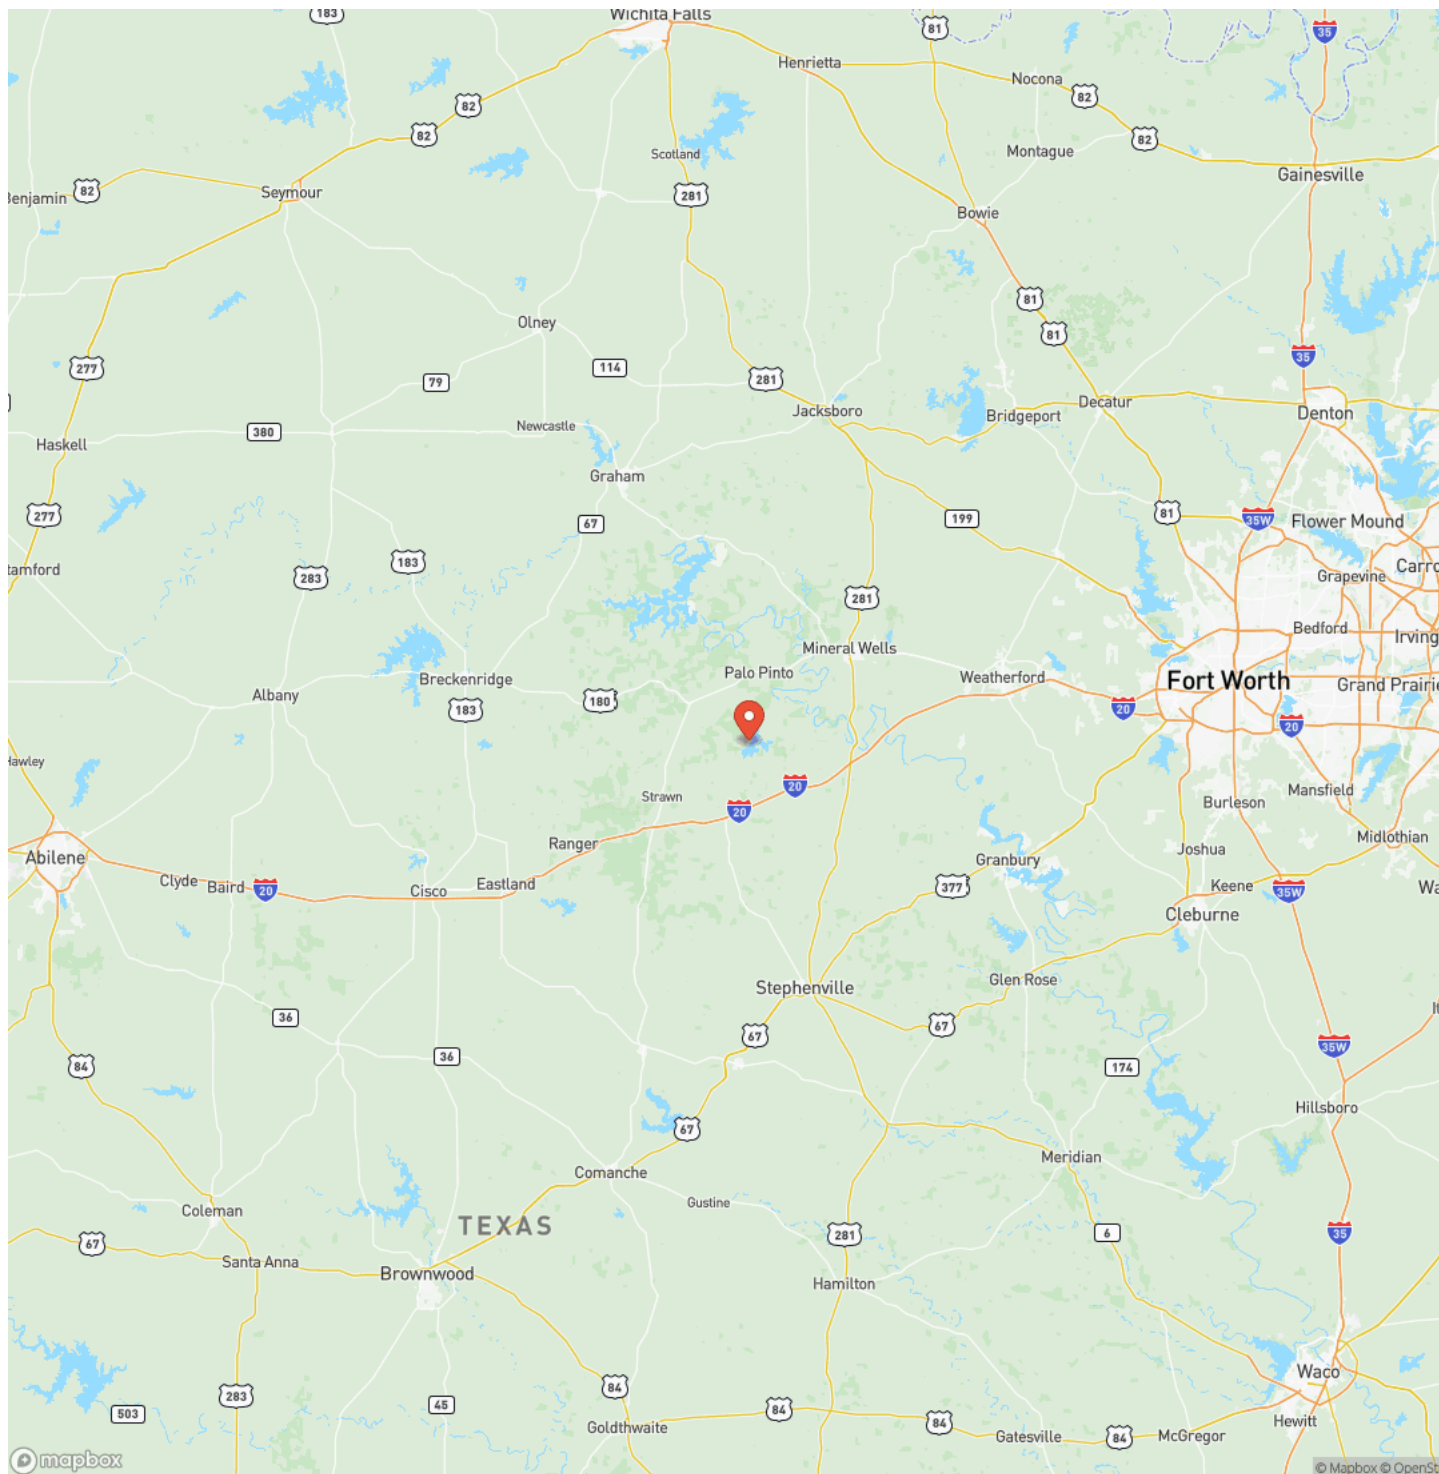 183
Wichita Falls
81
35
Henrietta
Nocona
82
82
82
82
Scotland
Montague
Gainesville
82
Benjamin
Seymour
281
Bowie
81
81
Olney
35
277
114
281
79
Jacksboro
Bridgeport
Decatur
Denton
Newcastle
380
Haskell
Graham
277
67
199
81
35W
Flower Mound
183
283
Carro
Grapevine
tamford
281
Bedford
Irving
Mineral Wells
Palo Pinto
Weatherford
Breckenridge
Fort Worth
Grand Prairie
Albany
180
183
20
20
Hawley
20
Strawn
20
Mansfield
Burleson
Ranger
Midlothian
Joshua
Abilene
Granbury
Clyde
Baird
20
Cisco
Eastland
377
Keene
35W
Wa
Cleburne
Glen Rose
Stephenville
36
67
67
It
36
35W
84
174
Hillsboro
67
Meridian
Comanche
Gustine
Coleman
TEXAS
67
281
6
35
Santa Anna
Brownwood
Hamilton
Waco
84
283
45
503
84
84
Goldthwaite
84
Gatesville
McGregor
Hewitt
mapbox
© Mapbox © OpenSt